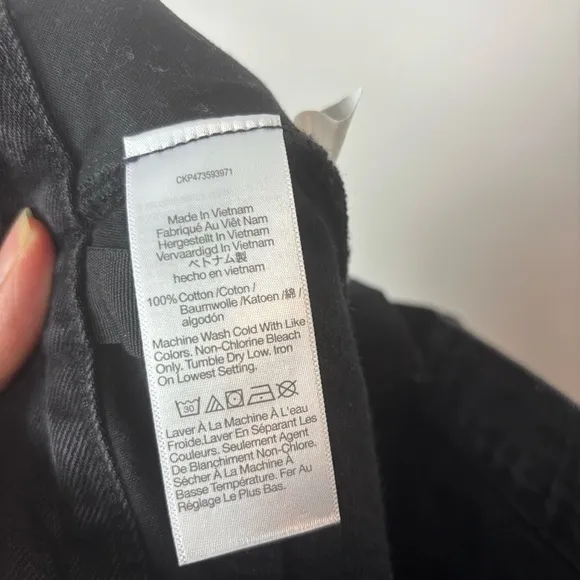 CKP473593971
Made In Vietnam
Fabriqué Au Viêt Nam
Hergestellt In Vietnam
Vervaardigd In Vietnam
ベトナム製
hecho en vietnam
100% Cotton /Coton /
Baumwolle /Katoen /綿 /
algodón
Machine Wash Cold With Like
Colors. Non-Chlorine Bleach
Only. Tumble Dry Low. Iron
On Lowest Setting.
30
Laver À La Machine À L'eau
Froide.Laver En Séparant Les
Couleurs. Seulement Agent
De Blanchiment Non-Chlore.
Sécher À La Machine À
Basse Température. Fer Au
Réglage Le Plus Bas.